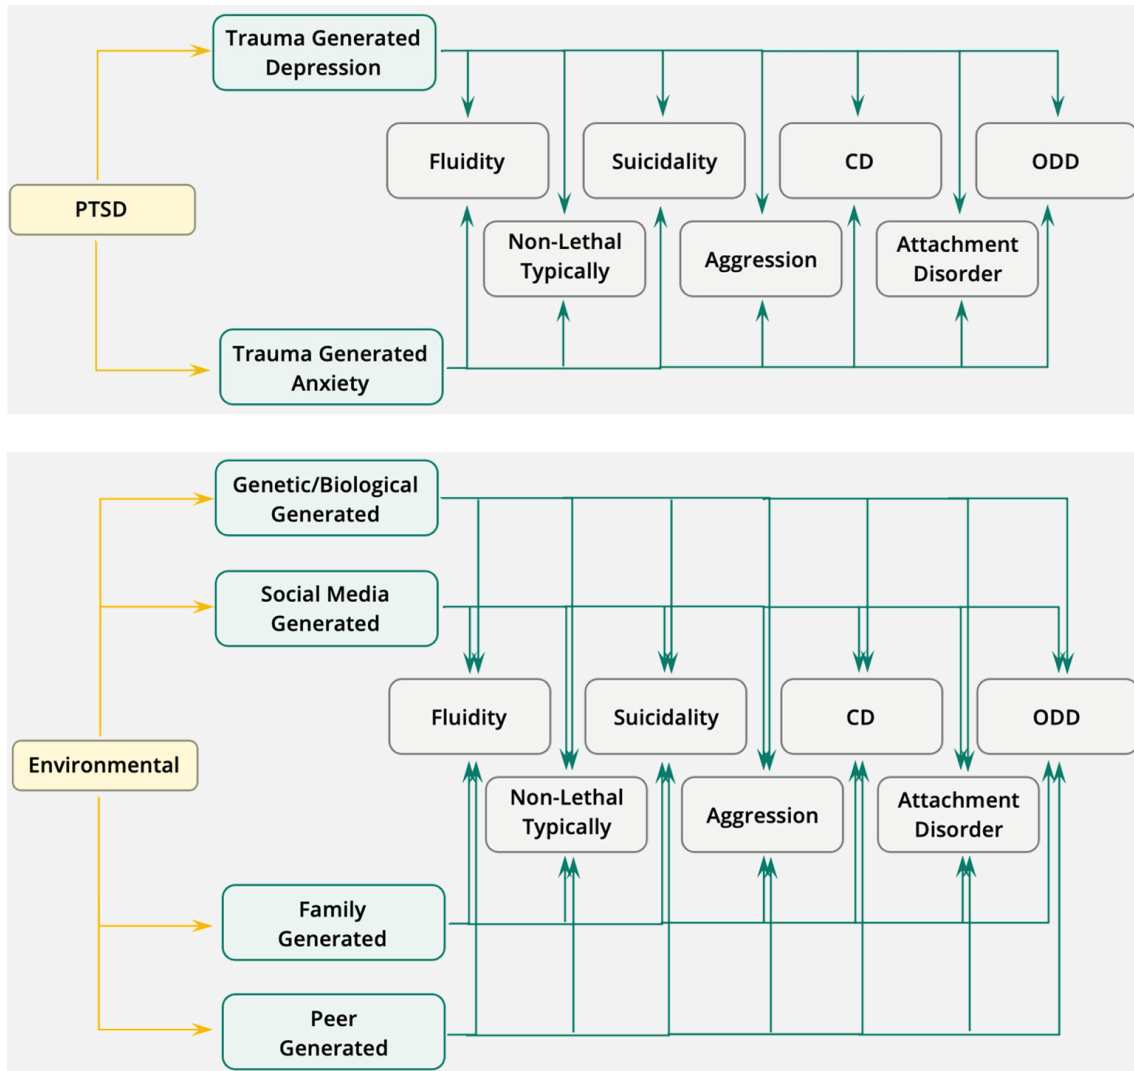 Trauma Generated
Depression
Fluidity
Suicidality
CD
ODD
PTSD
Non-Lethal
Typically
Aggression
Attachment
Disorder
Trauma Generated
Anxiety
Genetic/Biological
Generated
Social Media
Generated
Fluidity
Suicidality
CD
ODD
Environmental
Non-Lethal
Typically
Aggression
Attachment
Disorder
Family
Generated
Peer
Generated